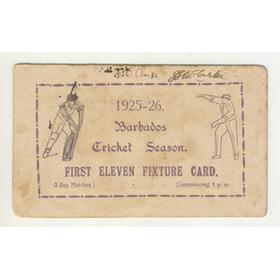 1925-26.
Barbados
Cricket Season.
FIRST ELEVEN FIXTURE CARD.
(3 Day Matches) (Commencing 1 p.m.